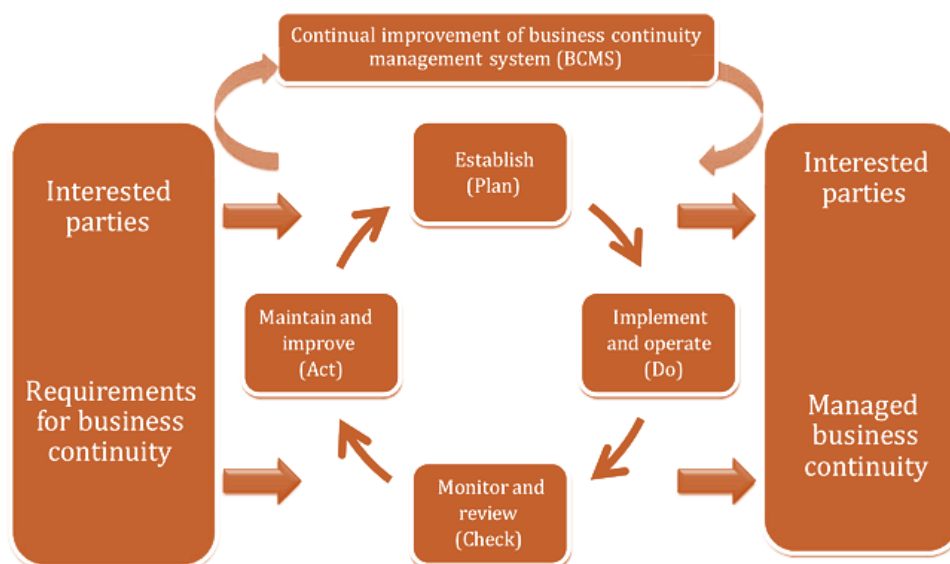 Continual improvement of business continuity
management system (BCMS)
Interested
parties
Requirements
for business
continuity
Establish
(Plan)
Maintain and
improve
(Act)
Implement
and operate
(Do)
Monitor and
review
(Check)
Interested
parties
Managed
business
continuity